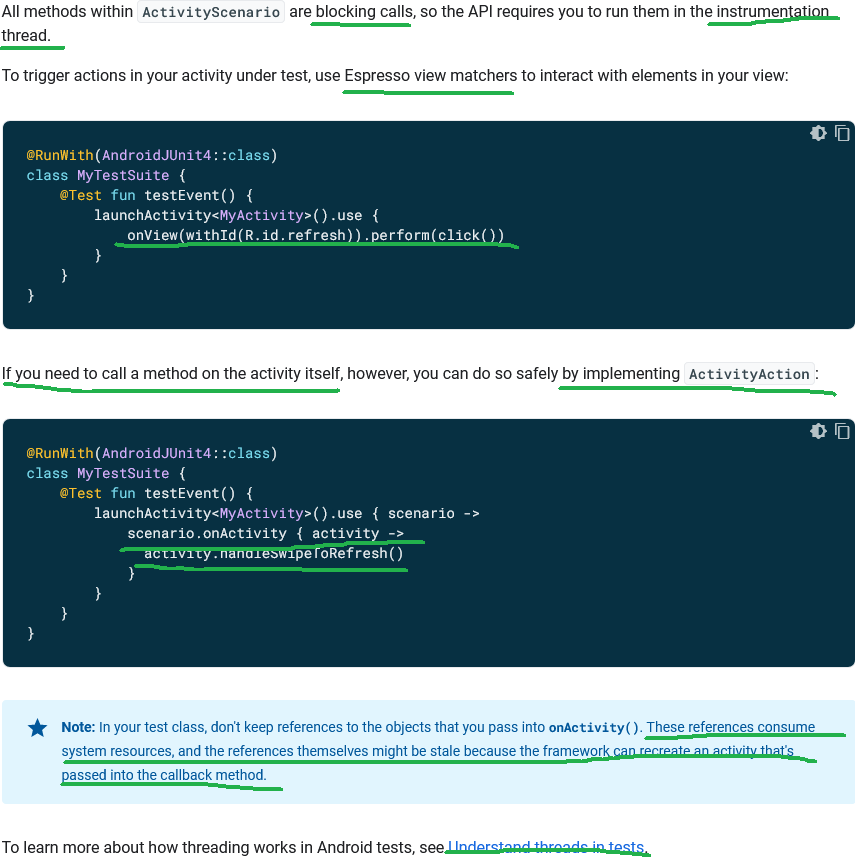 All methods within ActivityScenario are blocking calls, so the API requires you to run them in the instrumentation
thread.
To trigger actions in your activity under test, use Espresso view matchers to interact with elements in your view:
@RunWith(AndroidJUnit4::class)
class MyTestSuite {
    @Test fun testEvent() {
        launchActivity<MyActivity>().use {
            onView(withId(R.id.refresh)).perform(click())
        }
    }
}
If you need to call a method on the activity itself, however, you can do so safely by implementing ActivityAction:
@RunWith(AndroidJUnit4::class)
class MyTestSuite {
    @Test fun testEvent() {
        launchActivity<MyActivity>().use { scenario ->
            scenario.onActivity { activity ->
              activity.handleSwipeToRefresh()
            }
        }
    }
}
Note: In your test class, don't keep references to the objects that you pass into onActivity(). These references consume
system resources, and the references themselves might be stale because the framework can recreate an activity that's
passed into the callback method.
To learn more about how threading works in Android tests, see Understand threads in tests.